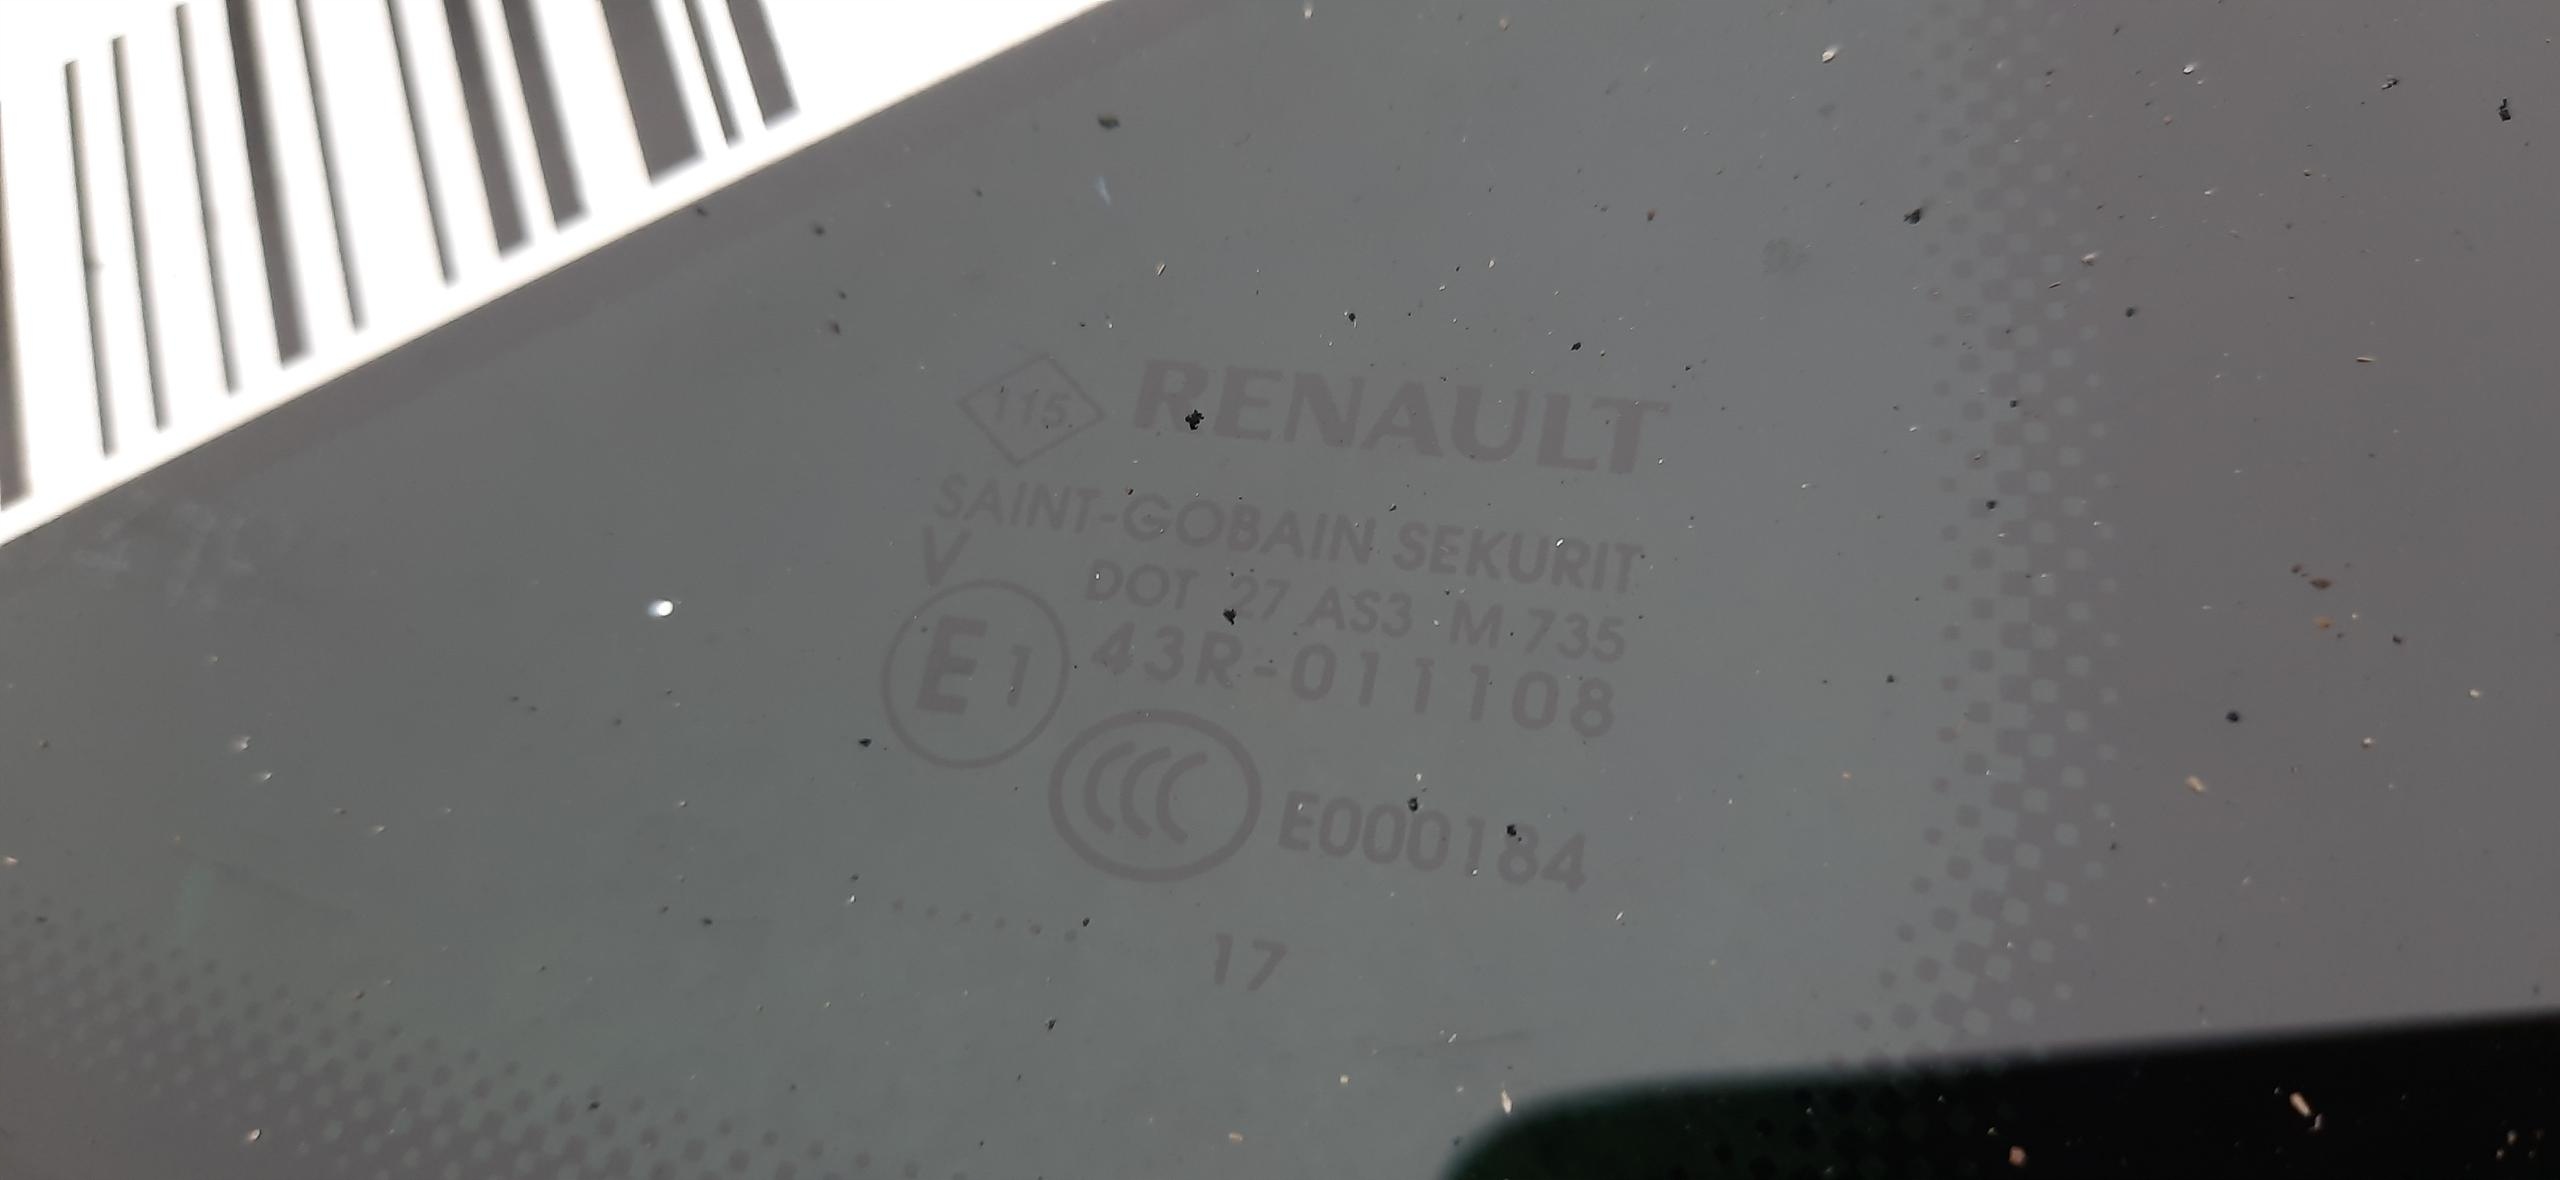 115 RENAULT
SAINT-GOBAIN SEKURIT
V
DOT 27 AS3 M 735
E1 43R-011108
CCC E000184
...... 17